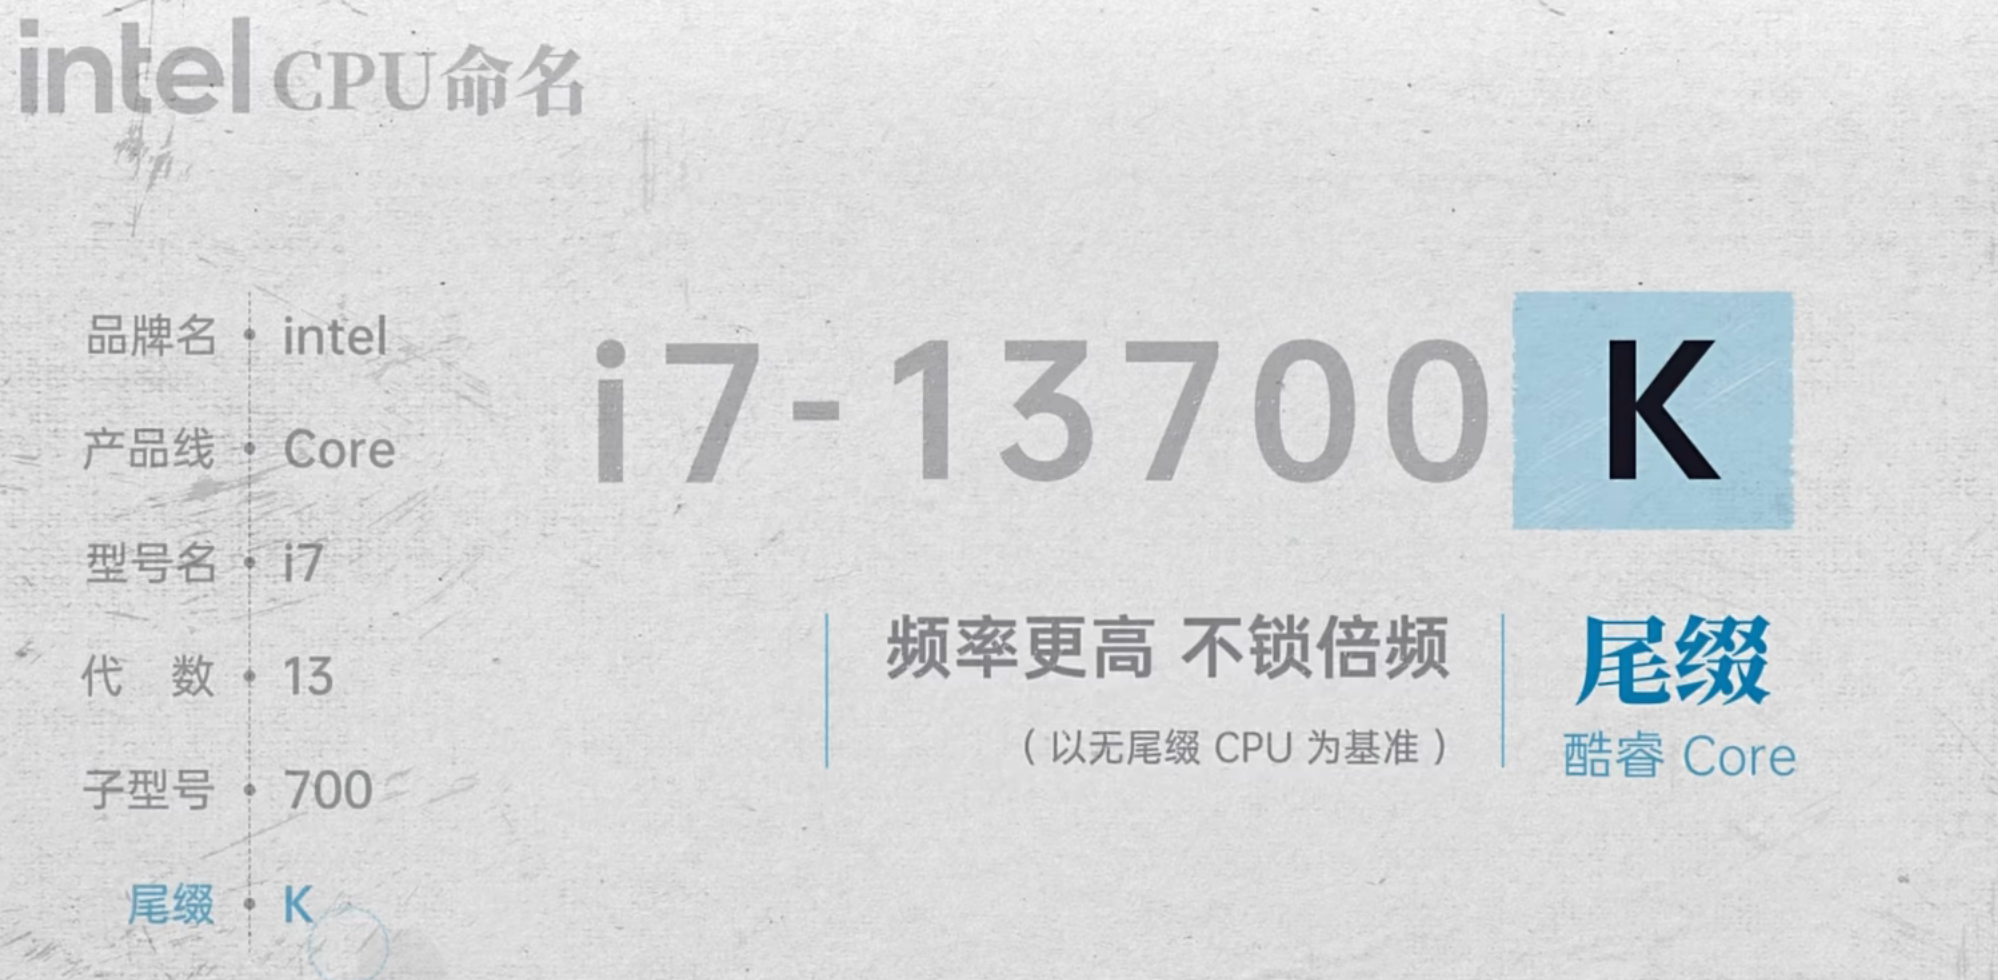 intel CPU命名
品牌名 intel
产品线 Core
型号名 i7
代 数 13
子型号 700
尾缀 K
i7-13700K
频率更高 不锁倍频
（以无尾缀 CPU 为基准）
尾缀
酷睿 Core